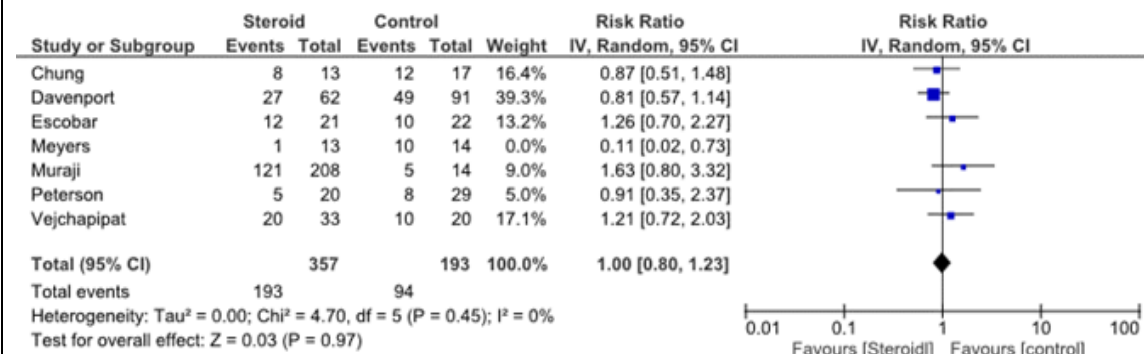 Steroid Control Risk Ratio Risk Ratio
Study or Subgroup Events Total Events Total Weight IV, Random, 95% CI IV, Random, 95% CI
Chung 8 13 12 17 16.4% 0.87 [0.51, 1.48]
Davenport 27 62 49 91 39.3% 0.81 [0.57, 1.14]
Escobar 12 21 10 22 13.2% 1.26 [0.70, 2.27]
Meyers 1 13 10 14 0.0% 0.11 [0.02, 0.73]
Muraji 121 208 5 14 9.0% 1.63 [0.80, 3.32]
Peterson 5 20 8 29 5.0% 0.91 [0.35, 2.37]
Vejchapipat 20 33 10 20 17.1% 1.21 [0.72, 2.03]
Total (95% CI) 357 193 100.0% 1.00 [0.80, 1.23]
Total events 193 94
Heterogeneity: Tau² = 0.00; Chi² = 4.70, df = 5 (P = 0.45); I² = 0%
Test for overall effect: Z = 0.03 (P = 0.97)
0.01 0.1 1 10 100
Favours [Steroidl] Favours [control]